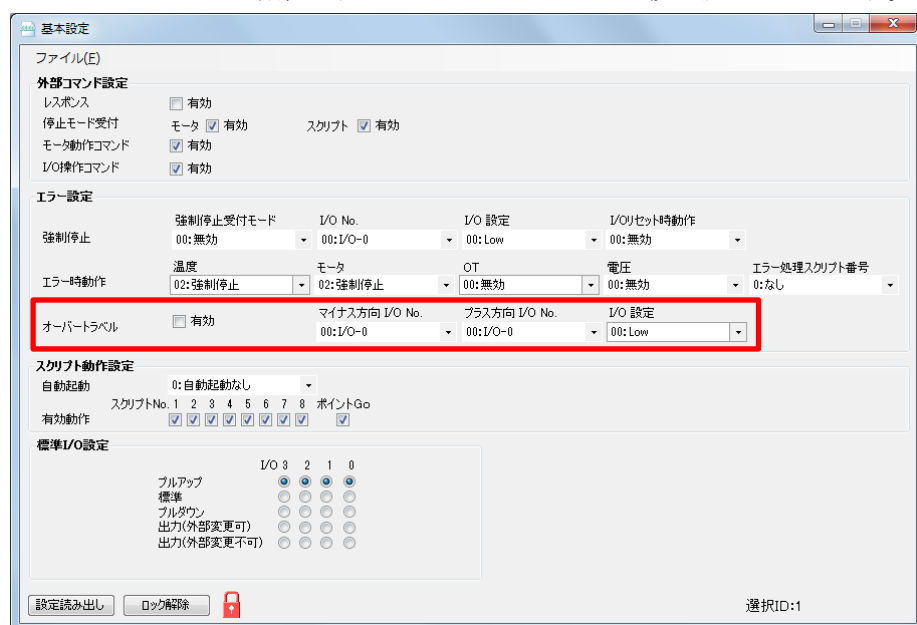 基本設定
ファイル(F)
外部コマンド設定
レスポンス 有効
停止モード受付 モータ 有効 スクリプト 有効
モータ動作コマンド 有効
I/O操作コマンド 有効
エラー設定
強制停止受付モード I/O No. I/O 設定 I/Oリセット時動作
強制停止 00:無効 00:I/O-0 00:Low 00:無効
温度 モータ OT 電圧 エラー処理スクリプト番号
エラー時動作 02:強制停止 02:強制停止 00:無効 00:無効 0:なし
マイナス方向 I/O No. プラス方向 I/O No. I/O 設定
オーバートラベル 有効 00:I/O-0 00:I/O-0 00:Low
スクリプト動作設定
自動起動 0:自動起動なし
スクリプトNo. 1 2 3 4 5 6 7 8 ポイントGo
有効動作
標準I/O設定
I/O 3 2 1 0
プルアップ
標準
プルダウン
出力(外部変更可)
出力(外部変更不可)
設定読み出し ロック解除 選択ID:1